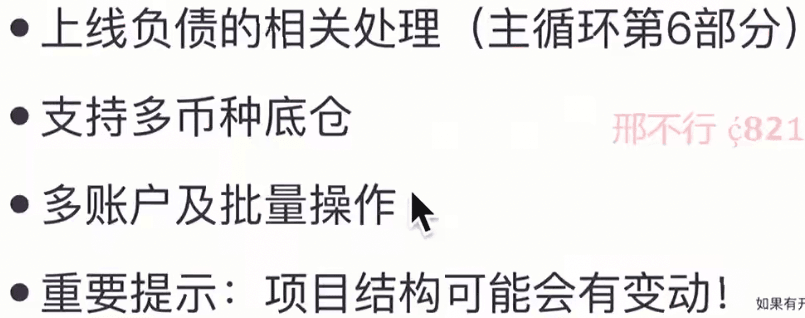 • 上线负债的相关处理（主循环第6部分）
• 支持多币种底仓
邢不行 ¢821
• 多账户及批量操作
• 重要提示：项目结构可能会有变动！
如果有开